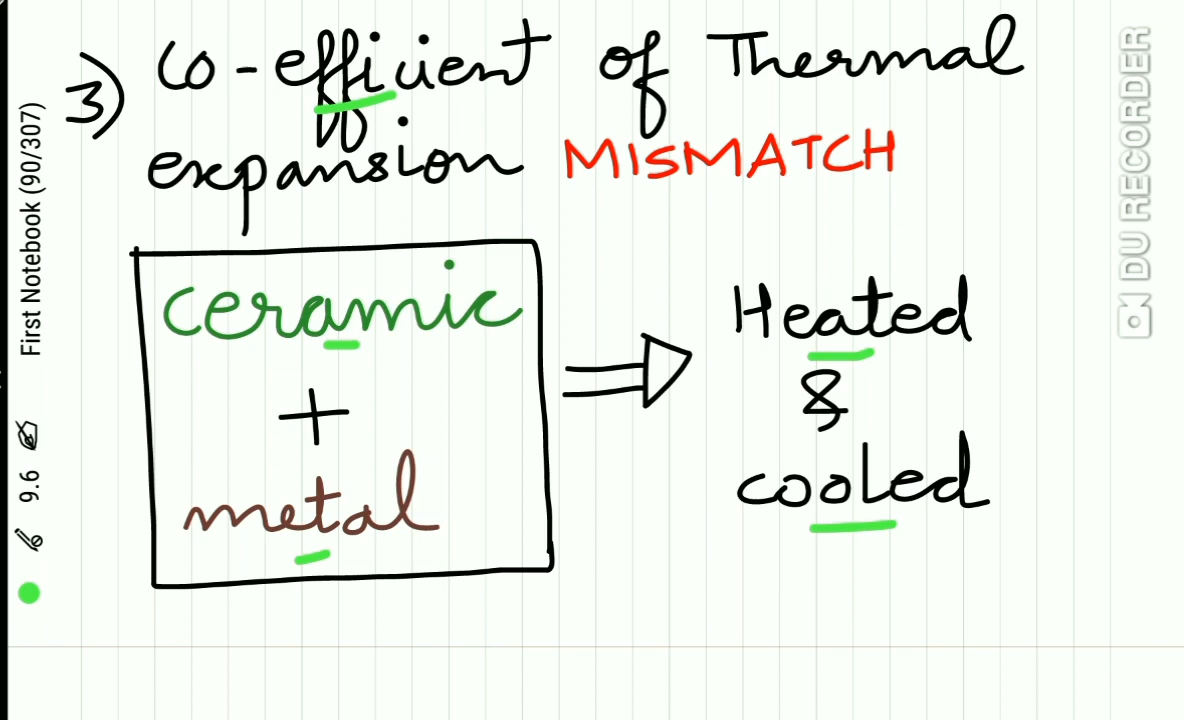 3) Co-efficient of Thermal
expansion MISMATCH
ceramic
+
metal
Heated
&
cooled
First Notebook (90/307)
9.6
DU RECORDER